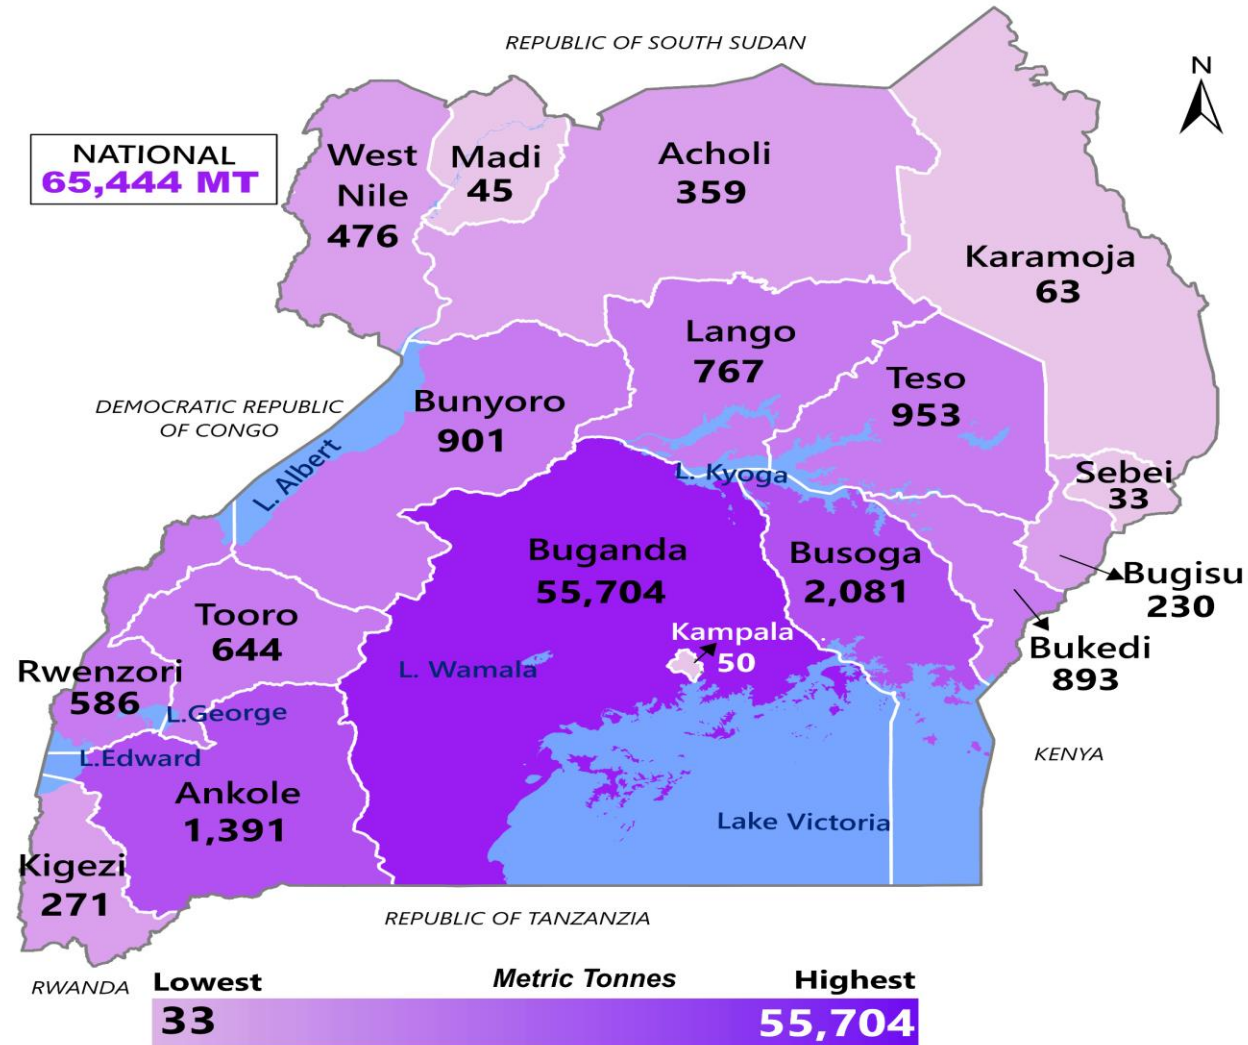 REPUBLIC OF SOUTH SUDAN
N
NATIONAL
65,444 MT
West
Nile
476
Madi
45
Acholi
359
Karamoja
63
Lango
767
Teso
953
DEMOCRATIC REPUBLIC
OF CONGO
Bunyoro
901
L. Albert
L. Kyoga
Sebei
33
Buganda
55,704
Busoga
2,081
Bugisu
230
Tooro
644
Kampala
50
Bukedi
893
Rwenzori
586
L. Wamala
L.George
L.Edward
KENYA
Ankole
1,391
Lake Victoria
Kigezi
271
REPUBLIC OF TANZANZIA
RWANDA
Lowest
Metric Tonnes
Highest
33
55,704